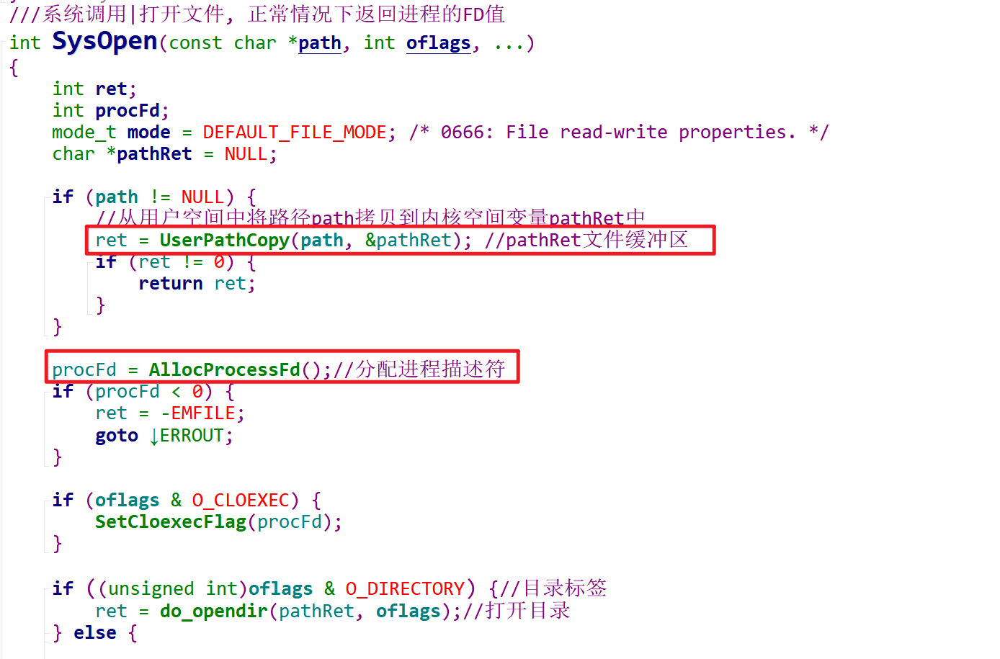 ///系统调用|打开文件, 正常情况下返回进程的FD值
int SysOpen(const char *path, int oflags, ...)
{
    int ret;
    int procFd;
    mode_t mode = DEFAULT_FILE_MODE; /* 0666: File read-write properties. */
    char *pathRet = NULL;

    if (path != NULL) {
        //从用户空间中将路径path拷贝到内核空间变量pathRet中
        ret = UserPathCopy(path, &pathRet); //pathRet文件缓冲区
        if (ret != 0) {
            return ret;
        }
    }

    procFd = AllocProcessFd();//分配进程描述符
    if (procFd < 0) {
        ret = -EMFILE;
        goto ↓ERROUT;
    }

    if (oflags & O_CLOEXEC) {
        SetCloexecFlag(procFd);
    }

    if ((unsigned int)oflags & O_DIRECTORY) {//目录标签
        ret = do_opendir(pathRet, oflags);//打开目录
    } else {